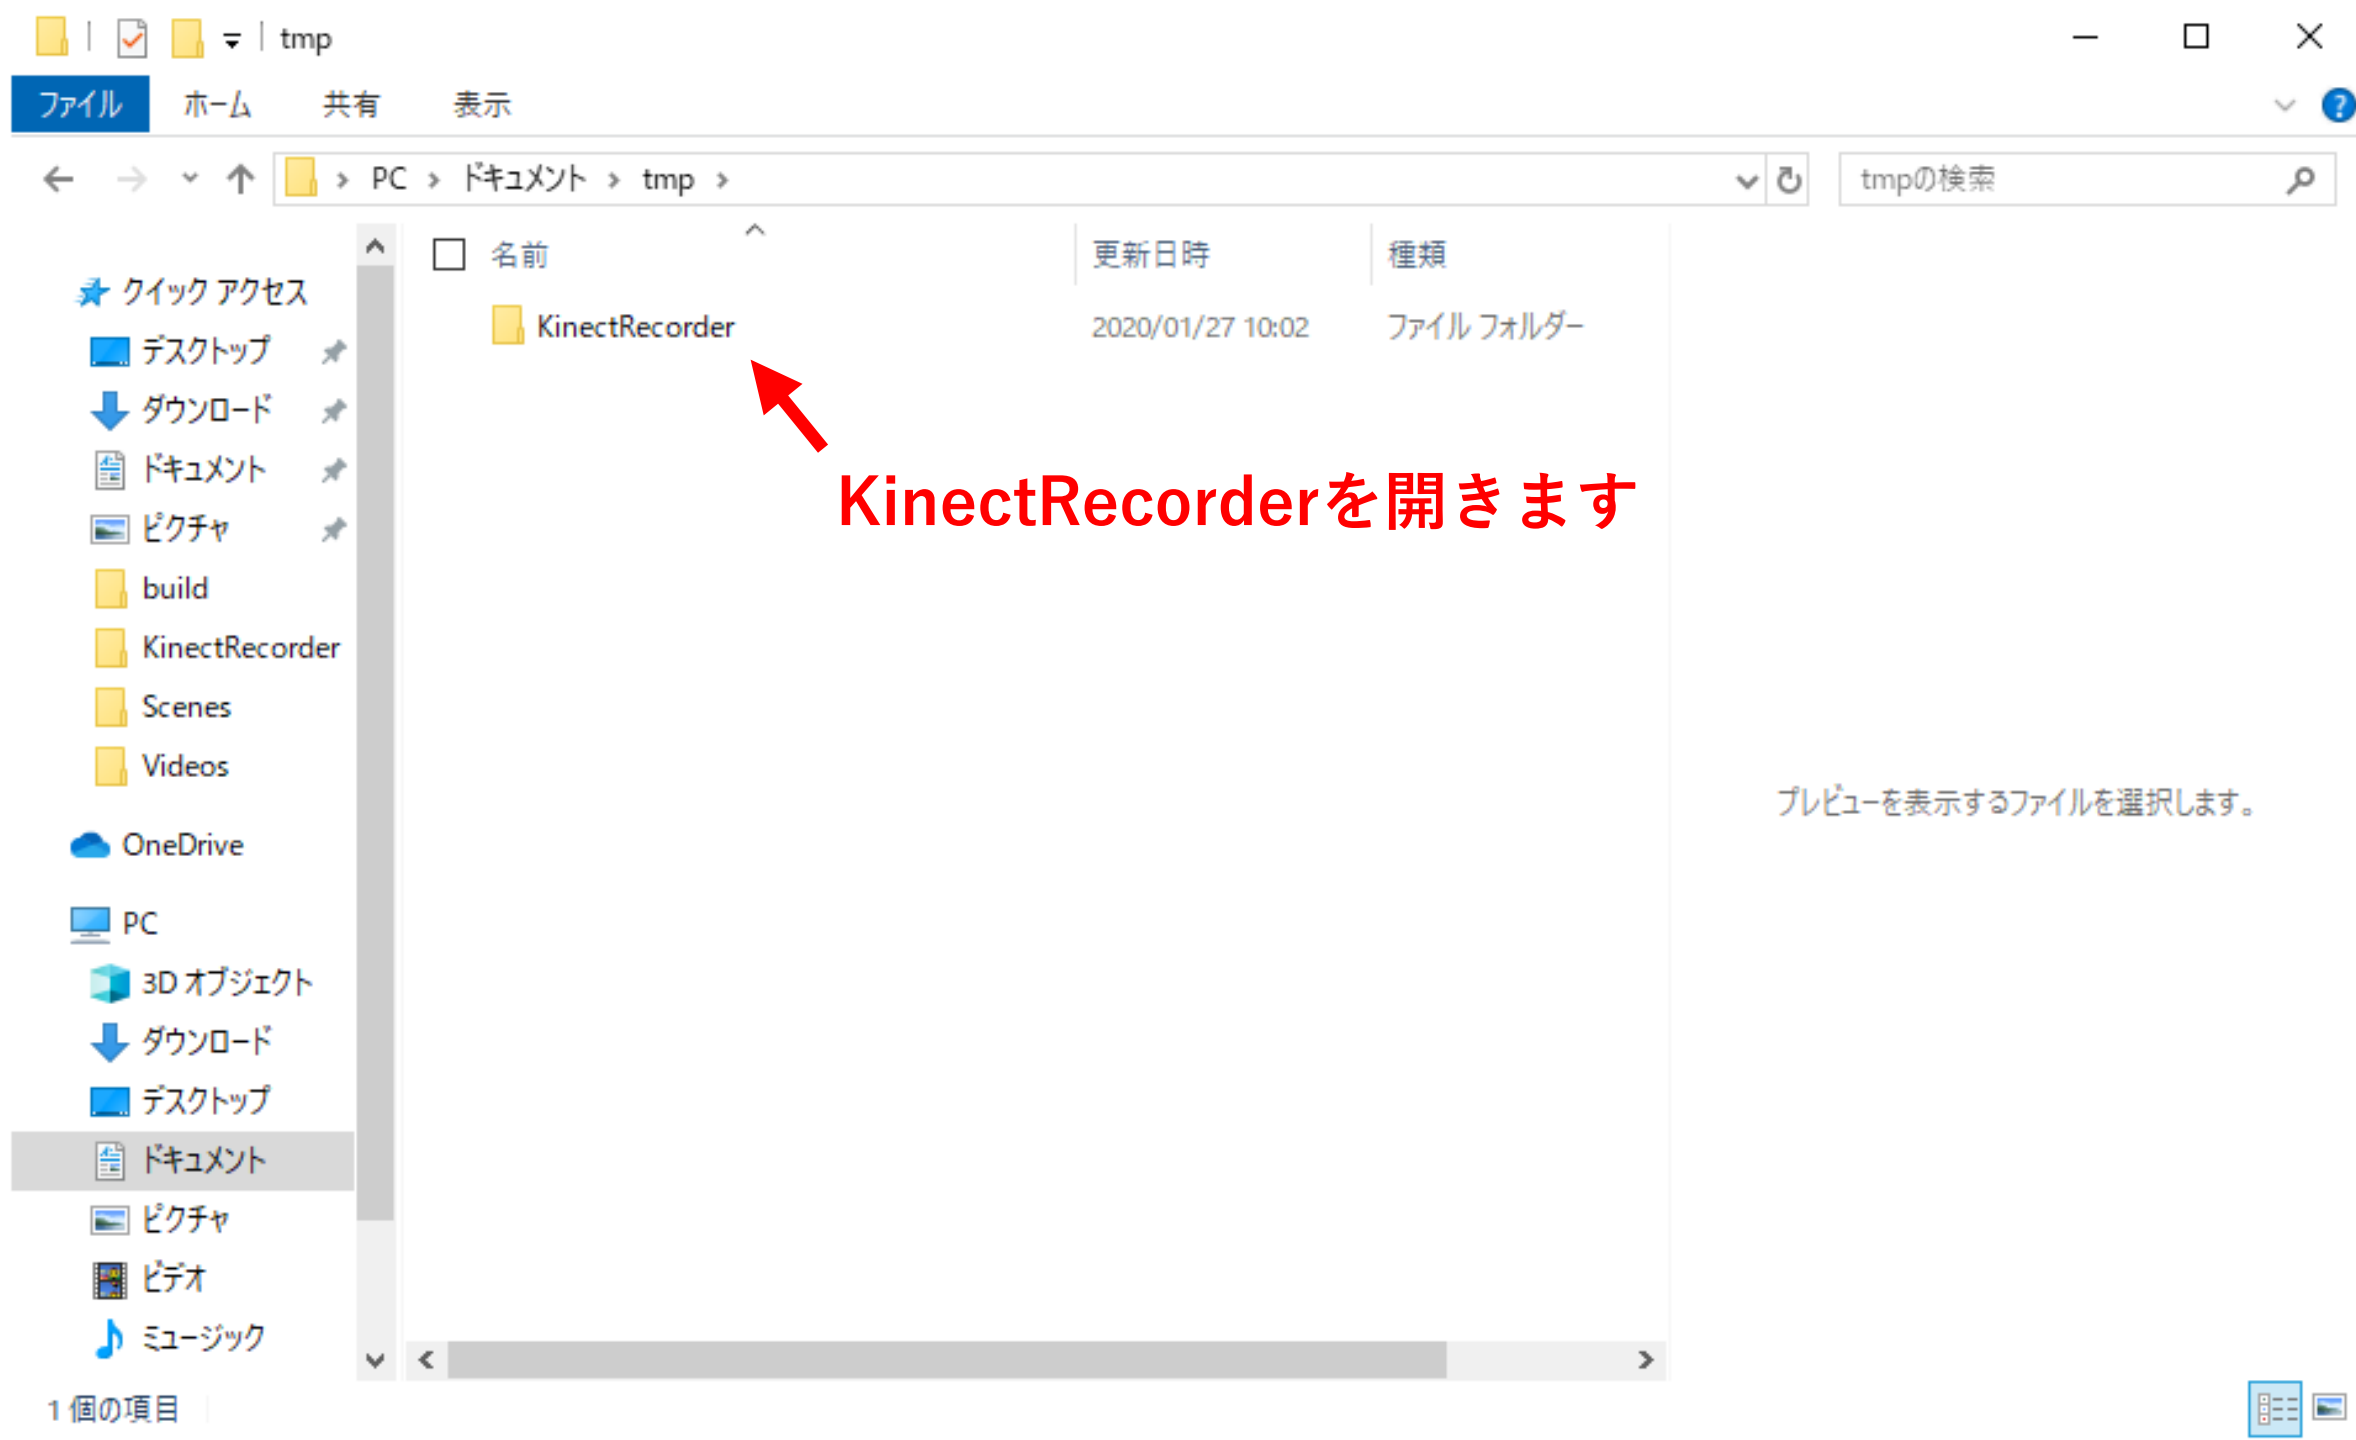 tmp
ファイル ホーム 共有 表示
PC ドキュメント tmp
tmpの検索
名前 更新日時 種類
KinectRecorder 2020/01/27 10:02 ファイル フォルダー
KinectRecorderを開きます
クイック アクセス
デスクトップ
ダウンロード
ドキュメント
ピクチャ
build
KinectRecorder
Scenes
Videos
OneDrive
PC
3D オブジェクト
ダウンロード
デスクトップ
ドキュメント
ピクチャ
ビデオ
ミュージック
プレビューを表示するファイルを選択します。
1 個の項目